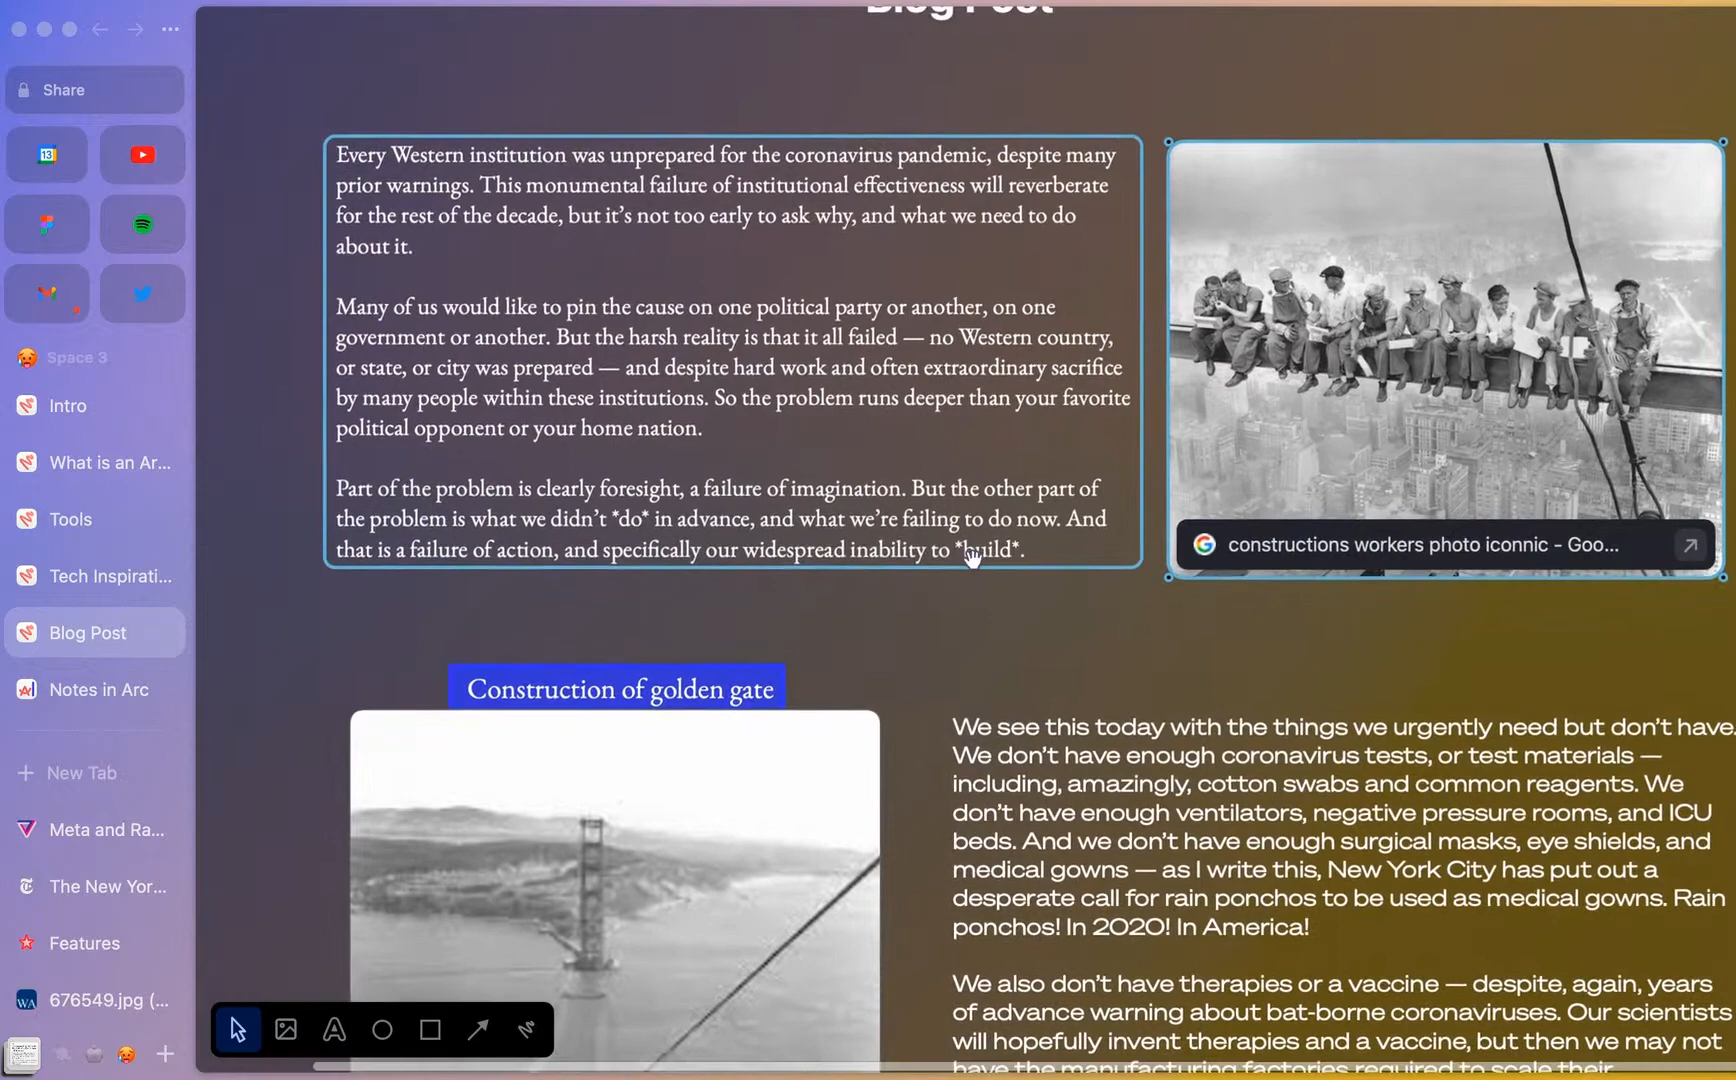 Blog Post
Share
13
Space 3
Intro
What is an Ar...
Tools
Tech Inspirati...
Blog Post
Notes in Arc
New Tab
Meta and Ra...
The New Yor...
Features
WA
676549.jpg (...
Every Western institution was unprepared for the coronavirus pandemic, despite many
prior warnings. This monumental failure of institutional effectiveness will reverberate
for the rest of the decade, but it’s not too early to ask why, and what we need to do
about it.
Many of us would like to pin the cause on one political party or another, on one
government or another. But the harsh reality is that it all failed — no Western country,
or state, or city was prepared — and despite hard work and often extraordinary sacrifice
by many people within these institutions. So the problem runs deeper than your favorite
political opponent or your home nation.
Part of the problem is clearly foresight, a failure of imagination. But the other part of
the problem is what we didn’t *do* in advance, and what we’re failing to do now. And
that is a failure of action, and specifically our widespread inability to *build*.
constructions workers photo iconnic - Goo...
Construction of golden gate
We see this today with the things we urgently need but don’t have.
We don’t have enough coronavirus tests, or test materials —
including, amazingly, cotton swabs and common reagents. We
don’t have enough ventilators, negative pressure rooms, and ICU
beds. And we don’t have enough surgical masks, eye shields, and
medical gowns — as I write this, New York City has put out a
desperate call for rain ponchos to be used as medical gowns. Rain
ponchos! In 2020! In America!
We also don’t have therapies or a vaccine — despite, again, years
of advance warning about bat-borne coronaviruses. Our scientists
will hopefully invent therapies and a vaccine, but then we may not
have the manufacturing factories required to scale their